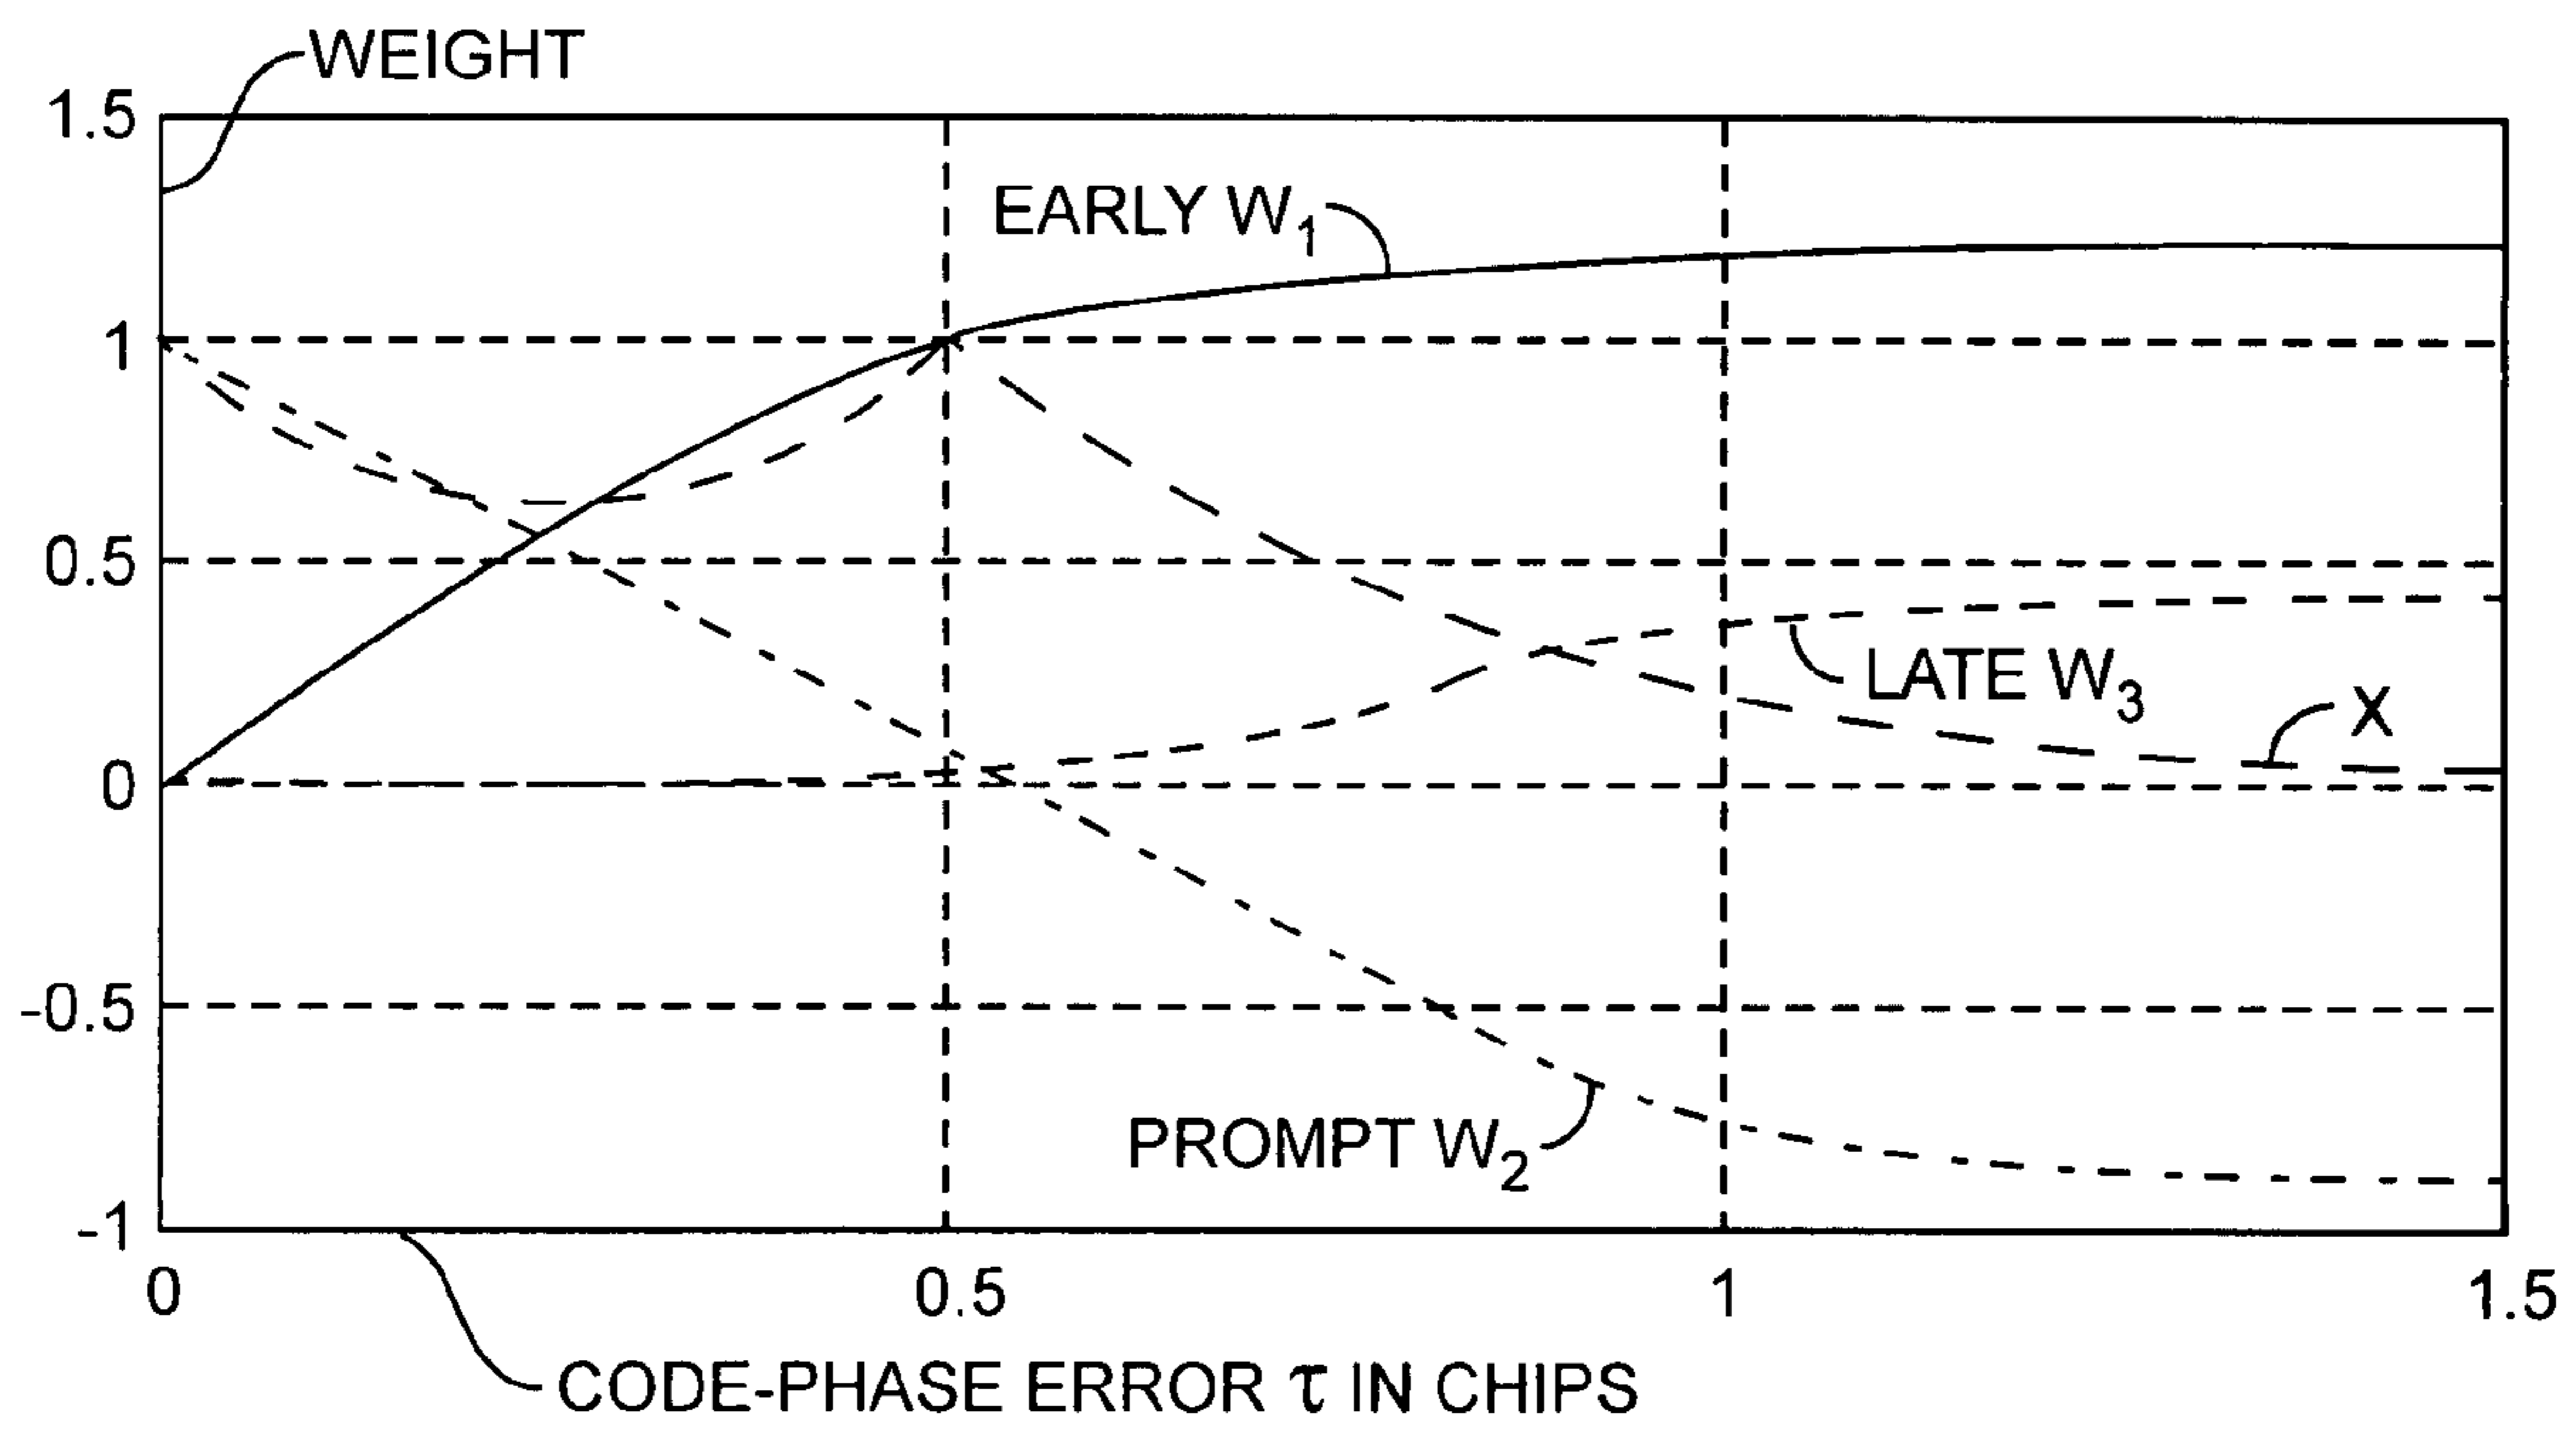 WEIGHT
1.5
EARLY W1
1
0.5
LATE W3
X
0
-0.5
PROMPT W2
-1
0 0.5 1 1.5
CODE-PHASE ERROR τ IN CHIPS